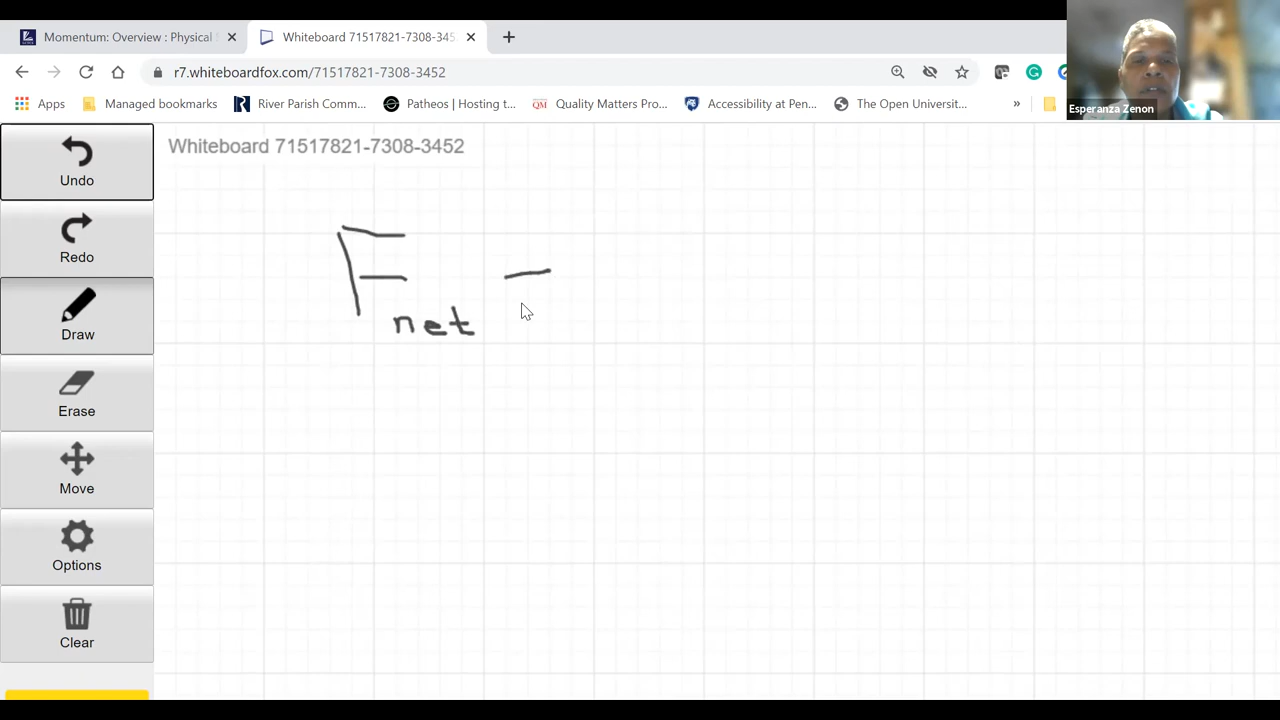 Momentum: Overview : Physical
Whiteboard 71517821-7308-345
r7.whiteboardfox.com/71517821-7308-3452
Apps
Managed bookmarks
River Parish Comm...
Patheos | Hosting t...
QM
Quality Matters Pro...
Accessibility at Pen...
The Open Universit...
»
Esperanza Zenon
Whiteboard 71517821-7308-3452
Undo
Redo
Draw
Erase
Move
Options
Clear
F net –